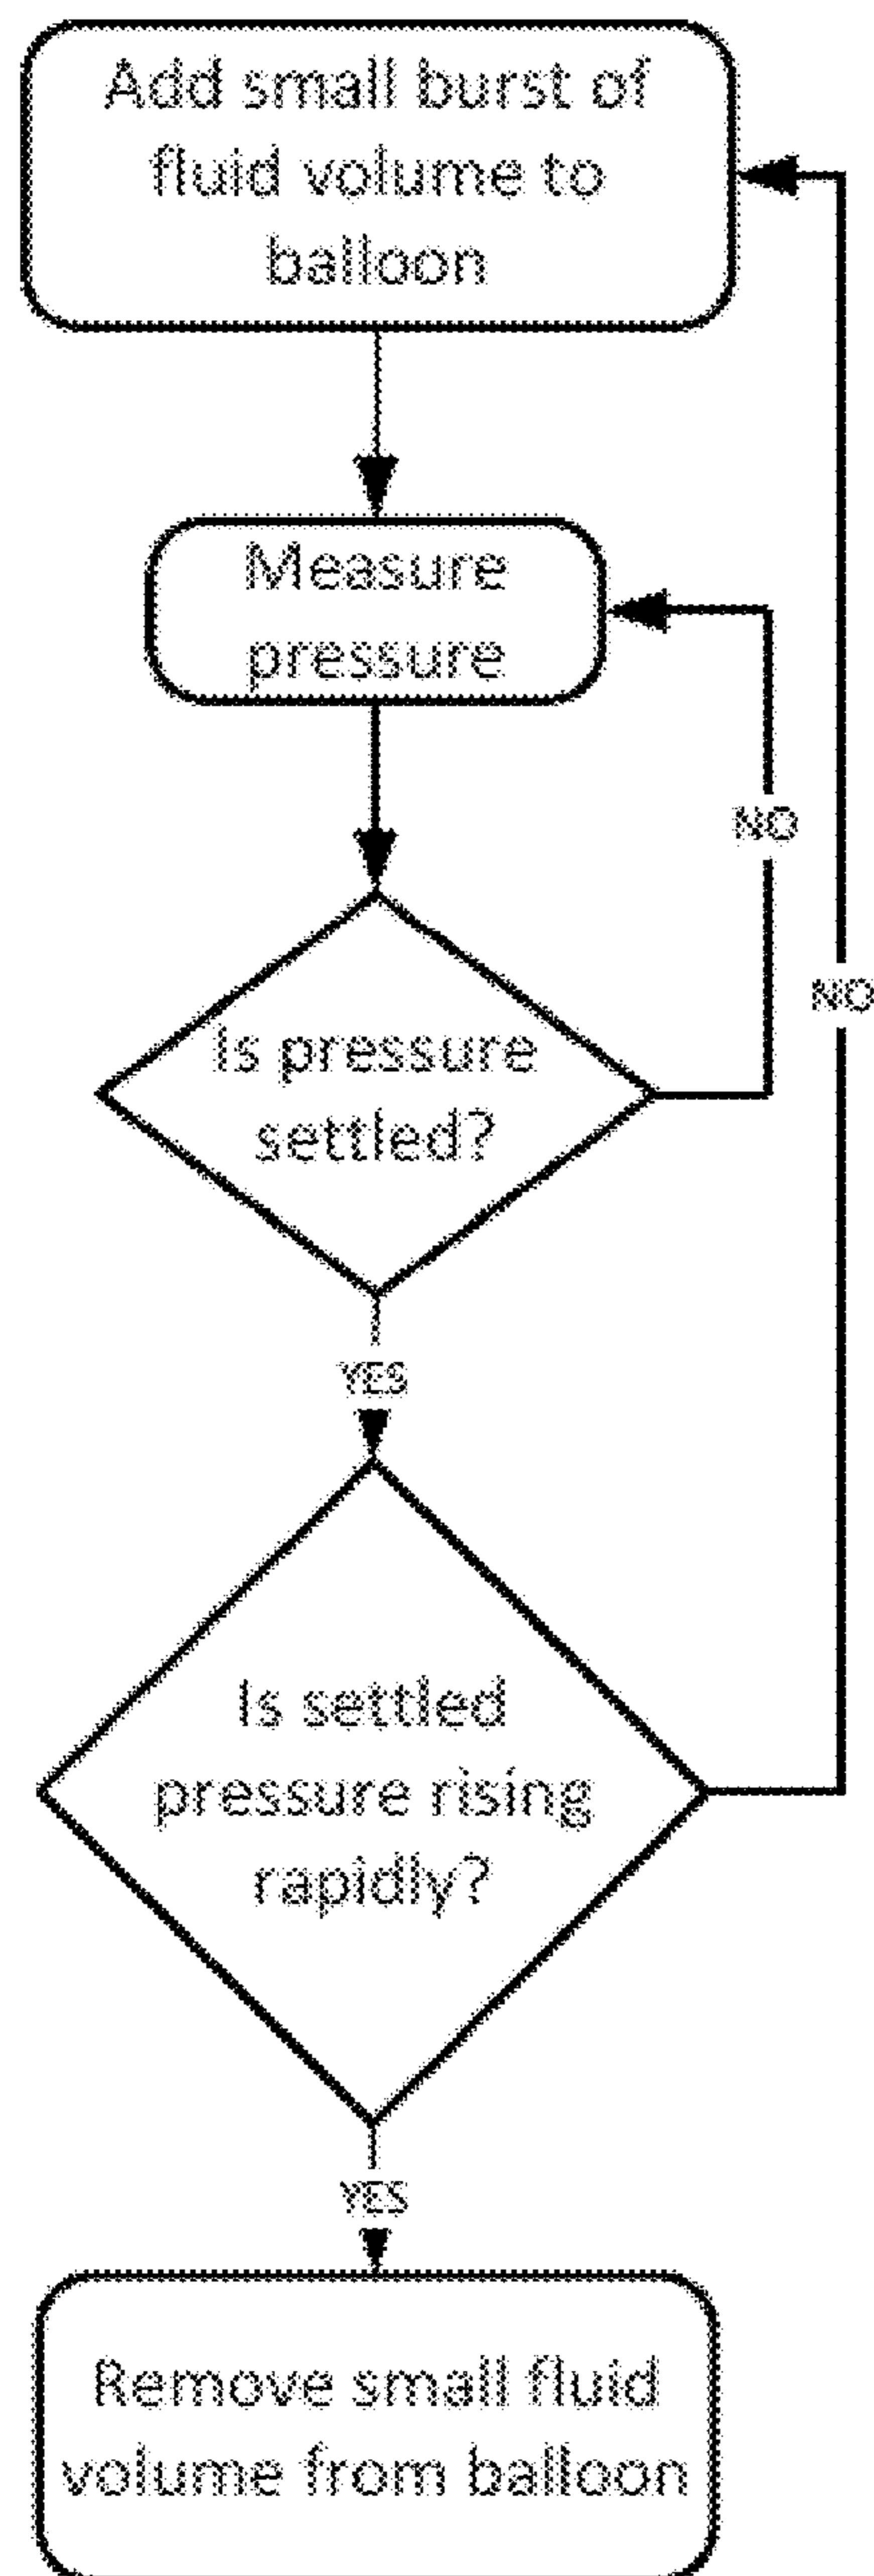 Add small burst of
fluid volume to
balloon
Measure
pressure
NO
NO
Is pressure
settled?
YES
Is settled
pressure rising
rapidly?
YES
Remove small fluid
volume from balloon